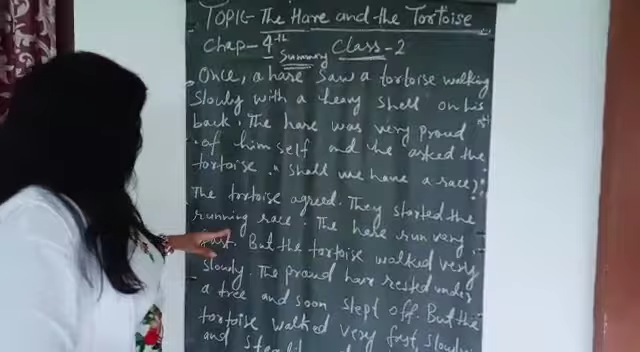 TOPIC- The Hare and the Tortoise
Chap- 4th Class-2
Summary
Once, a hare saw a tortoise walking
slowly with a heavy shell on his
back. The hare was very proud
of himself and he asked the
tortoise." Shall we have a race?
The tortoise agreed. They started the
running race. The hare run very
fast. But the tortoise walked very
slowly. The proud hare rested under
a tree and soon slept off. But the
tortoise walked very fast, slowly
and